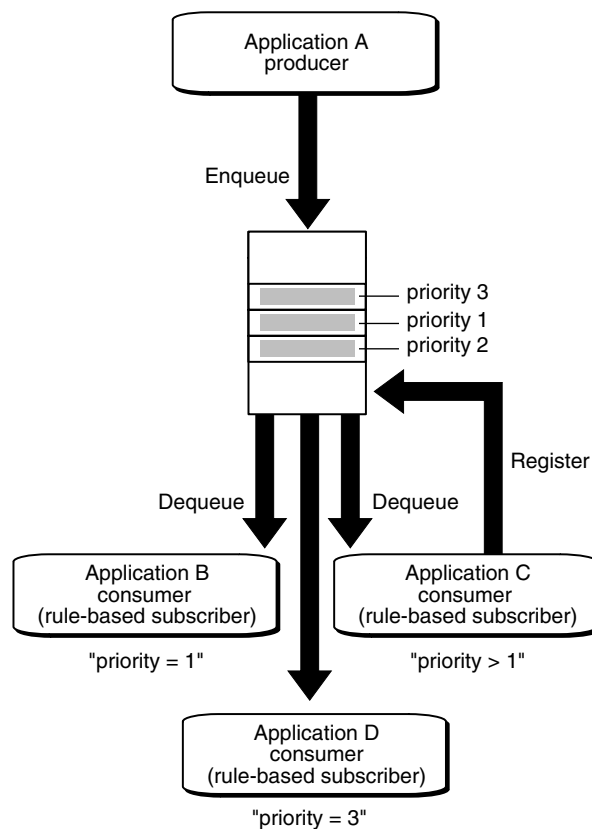 Application A
producer
Enqueue
priority 3
priority 1
priority 2
Register
Dequeue
Dequeue
Application B
consumer
(rule-based subscriber)
"priority = 1"
Application C
consumer
(rule-based subscriber)
"priority > 1"
Application D
consumer
(rule-based subscriber)
"priority = 3"